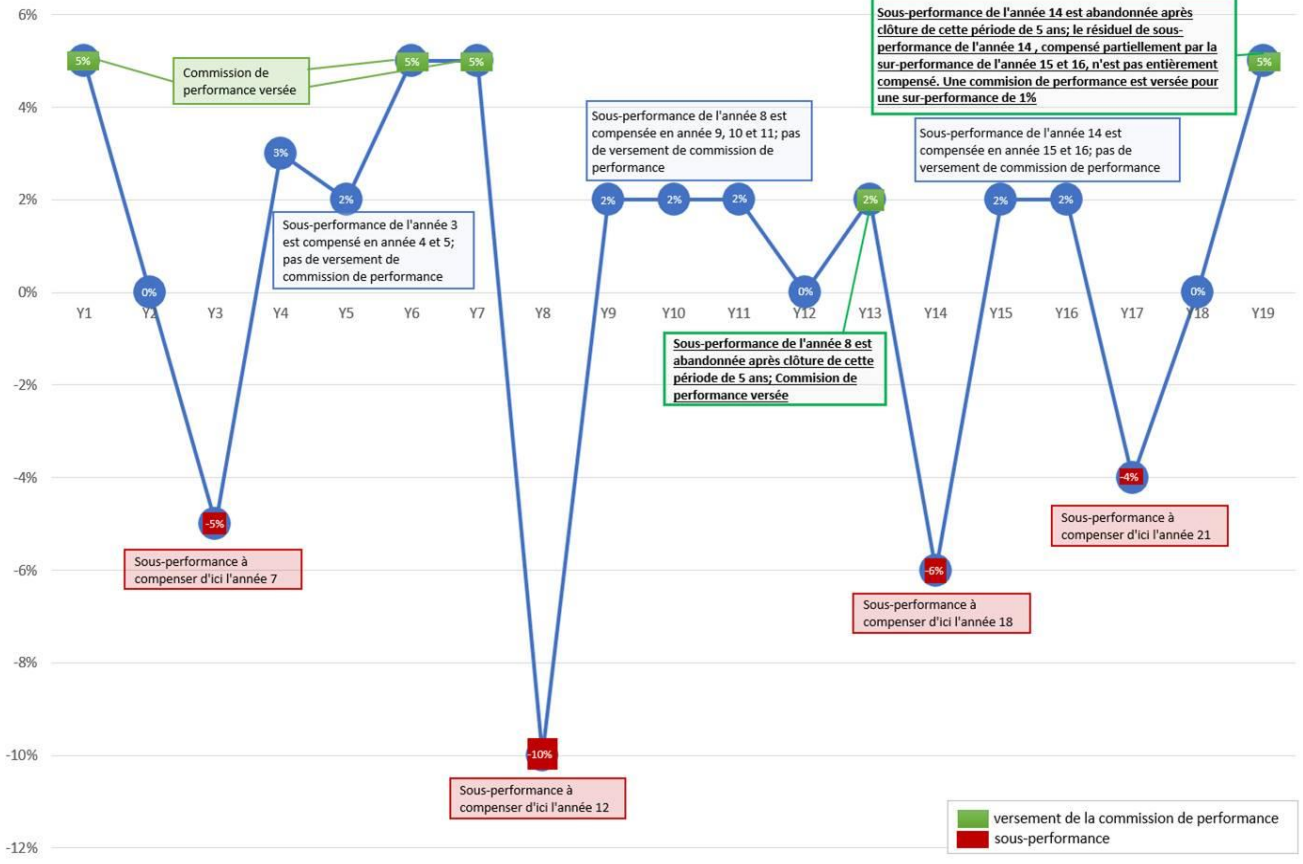 6%
4%
2%
0%
-2%
-4%
-6%
-8%
-10%
-12%
5%
0%
-5%
3%
2%
5%
5%
-10%
2%
2%
2%
0%
2%
-6%
2%
2%
-4%
0%
5%
Y1
Y2
Y3
Y4
Y5
Y6
Y7
Y8
Y9
Y10
Y11
Y12
Y13
Y14
Y15
Y16
Y17
Y18
Y19
Commission de
performance versée
Sous-performance de l'année 3
est compensé en année 4 et 5;
pas de versement de
commission de performance
Sous-performance à
compenser d'ici l'année 7
Sous-performance de l'année 8 est
compensée en année 9, 10 et 11; pas
de versement de commission de
performance
Sous-performance à
compenser d'ici l'année 12
Sous-performance de l'année 8 est
abandonnée après clôture de cette
période de 5 ans; Commision de
performance versée
Sous-performance de l'année 14 est abandonnée après
clôture de cette période de 5 ans; le résiduel de sous-
performance de l'année 14 , compensé partiellement par la
sur-performance de l'année 15 et 16, n'est pas entièrement
compensé. Une commision de performance est versée pour
une sur-performance de 1%
Sous-performance de l'année 14 est
compensée en année 15 et 16; pas de
versement de commission de performance
Sous-performance à
compenser d'ici l'année 18
Sous-performance à
compenser d'ici l'année 21
versement de la commission de performance
sous-performance